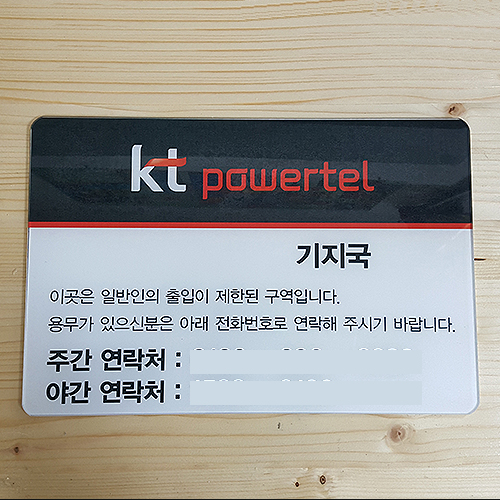 kt powertel
기지국
이곳은 일반인의 출입이 제한된 구역입니다.
용무가 있으신분은 아래 전화번호로 연락해 주시기 바랍니다.
주간 연락처 :
야간 연락처 :